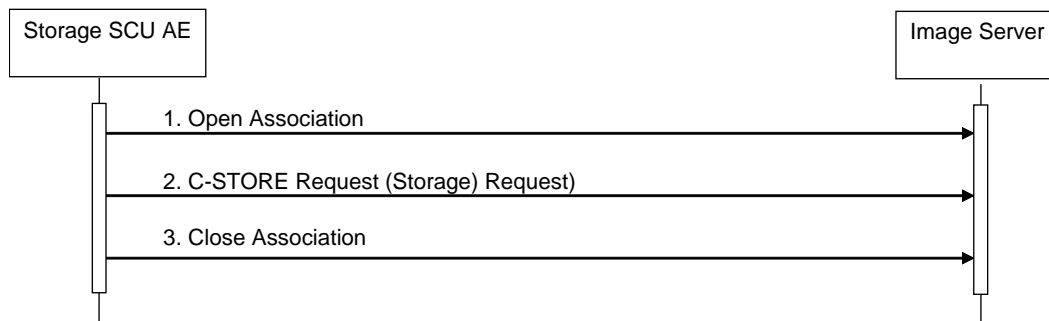 Storage SCU AE
Image Server
1. Open Association
2. C-STORE Request (Storage) Request)
3. Close Association